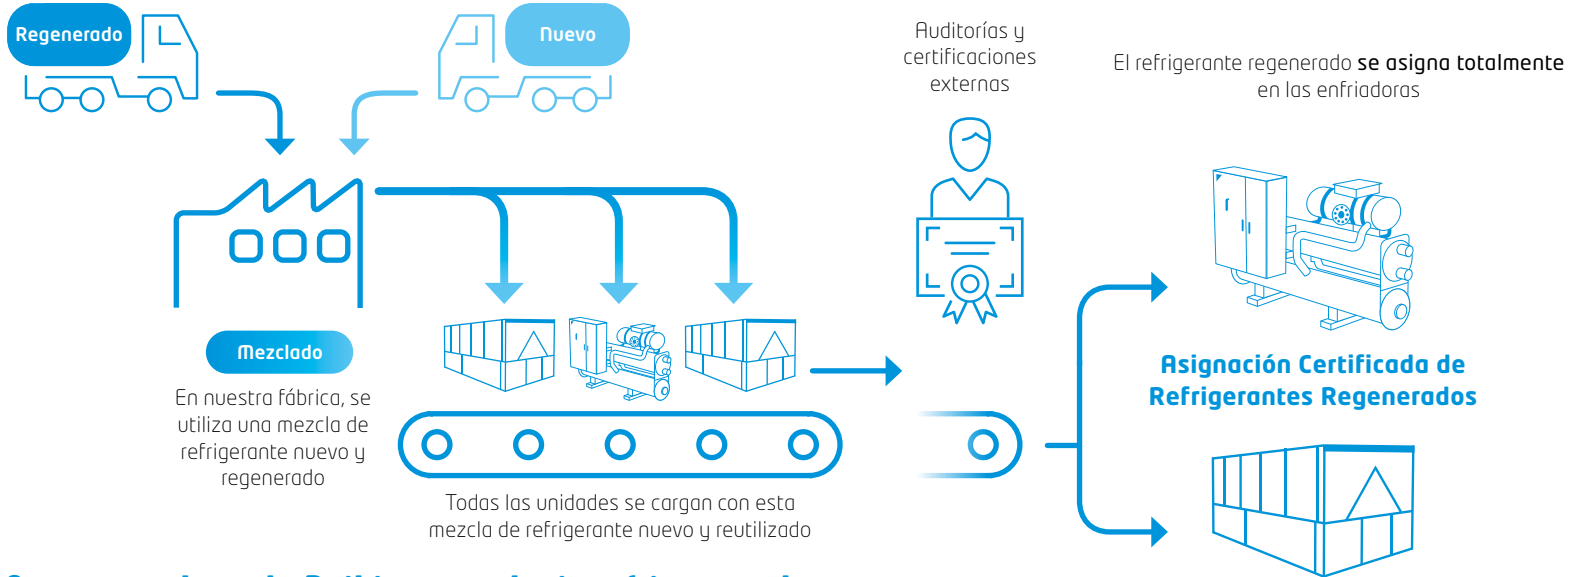 Regenerado
Nuevo
Auditorías y
certificaciones
externas
El refrigerante regenerado se asigna totalmente
en las enfriadoras
Mezclado
En nuestra fábrica, se
utiliza una mezcla de
refrigerante nuevo y
regenerado
Todas las unidades se cargan con esta
mezcla de refrigerante nuevo y reutilizado
Asignación Certificada de
Refrigerantes Regenerados